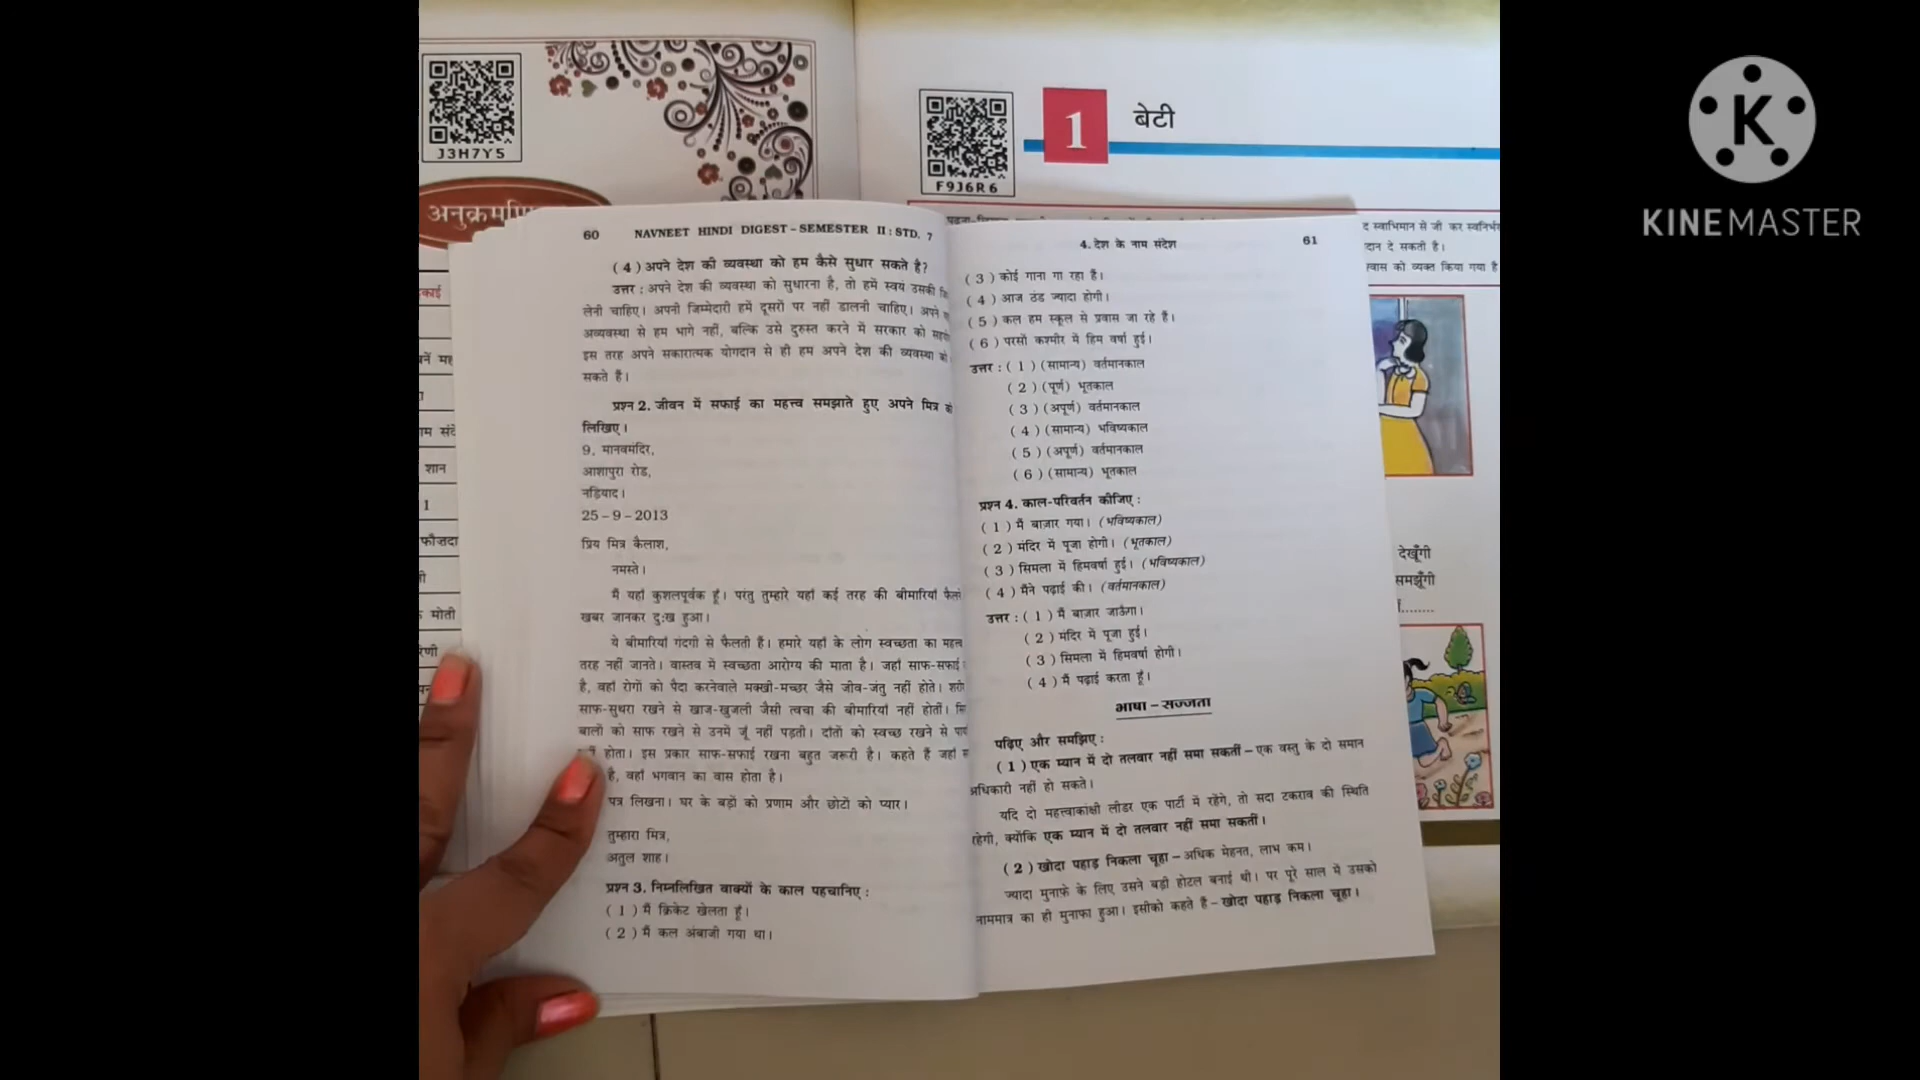 J3H7Y5
F9J6R6
1
बेटी
KINEMASTER
देखूँगी
समझूँगी
शान
1
मोती
60 NAVNEET HINDI DIGEST – SEMESTER II : STD. 7
( 4 ) अपने देश की व्यवस्था को हम कैसे सुधार सकते है?
उत्तर : अपने देश की व्यवस्था को सुधारना है, तो हमें स्वयं उसकी
लेनी चाहिए। अपनी जिम्मेदारी हमें दूसरों पर नहीं डालनी चाहिए। अपने
अव्यवस्था से हम भागे नहीं, बल्कि उसे दुरुस्त करने में सरकार को
इस तरह अपने सकारात्मक योगदान से ही हम अपने देश की व्यवस्था को
सकते हैं।
प्रश्न 2. जीवन में सफाई का महत्त्व समझाते हुए अपने मित्र को
लिखिए।
9, मानवमंदिर,
आशापुरा रोड,
नड़ियाद।
25 – 9 – 2013
प्रिय मित्र कैलाश,
नमस्ते।
मैं यहाँ कुशलपूर्वक हूँ। परंतु तुम्हारे यहाँ कई तरह की बीमारियाँ
खबर जानकर दुःख हुआ।
ये बीमारियाँ गंदगी से फैलती हैं। हमारे यहाँ के लोग स्वच्छता का
तरह नहीं जानते। वास्तव में स्वच्छता आरोग्य की माता है। जहाँ साफ-सफाई
है, वहाँ रोगों को पैदा करनेवाले मक्खी-मच्छर जैसे जीव-जंतु नहीं होते।
साफ-सुथरा रखने से खाज-खुजली जैसी त्वचा की बीमारियाँ नहीं होतीं।
बालों को साफ रखने से उनमें जूँ नहीं पड़ती। दाँतों को स्वच्छ रखने से
होता। इस प्रकार साफ-सफाई रखना बहुत जरूरी है। कहते हैं जहाँ
है, वहाँ भगवान का वास होता है।
पत्र लिखना। घर के बड़ों को प्रणाम और छोटों को प्यार।
तुम्हारा मित्र,
अतुल शाह।
प्रश्न 3. निम्नलिखित वाक्यों के काल पहचानिए :
( 1 ) मैं क्रिकेट खेलता हूँ।
( 2 ) मैं कल अंबाजी गया था।
4. देश के नाम संदेश 61
( 3 ) कोई गाना गा रहा हैं।
( 4 ) आज ठंड ज्यादा होगी।
( 5 ) कल हम स्कूल से प्रवास जा रहे हैं।
( 6 ) परसों कश्मीर में हिम वर्षा हुई।
उत्तर : ( 1 ) (सामान्य) वर्तमानकाल
( 2 ) (पूर्ण) भूतकाल
( 3 ) (अपूर्ण) वर्तमानकाल
( 4 ) (सामान्य) भविष्यकाल
( 5 ) (अपूर्ण) वर्तमानकाल
( 6 ) (सामान्य) भूतकाल
प्रश्न 4. काल-परिवर्तन कीजिए :
( 1 ) मैं बाज़ार गया। (भविष्यकाल)
( 2 ) मंदिर में पूजा होगी। (भूतकाल)
( 3 ) सिमला में हिमवर्षा हुई। (भविष्यकाल)
( 4 ) मैंने पढ़ाई की। (वर्तमानकाल)
उत्तर : ( 1 ) मैं बाज़ार जाऊँगा।
( 2 ) मंदिर में पूजा हुई।
( 3 ) सिमला में हिमवर्षा होगी।
( 4 ) मैं पढ़ाई करता हूँ।
भाषा – सज्जता
पढ़िए और समझिए :
( 1 ) एक म्यान में दो तलवार नहीं समा सकतीं – एक वस्तु के दो समान
अधिकारी नहीं हो सकते।
यदि दो महत्त्वाकांक्षी लीडर एक पार्टी में रहेंगे, तो सदा टकराव की स्थिति
रहेगी, क्योंकि एक म्यान में दो तलवार नहीं समा सकतीं।
( 2 ) खोदा पहाड़ निकला चूहा – अधिक मेहनत, लाभ कम।
ज्यादा मुनाफ़े के लिए उसने बड़ी होटल बनाई थी। पर पूरे साल में उसको
नाममात्र का ही मुनाफा हुआ। इसीको कहते हैं – खोदा पहाड़ निकला चूहा।